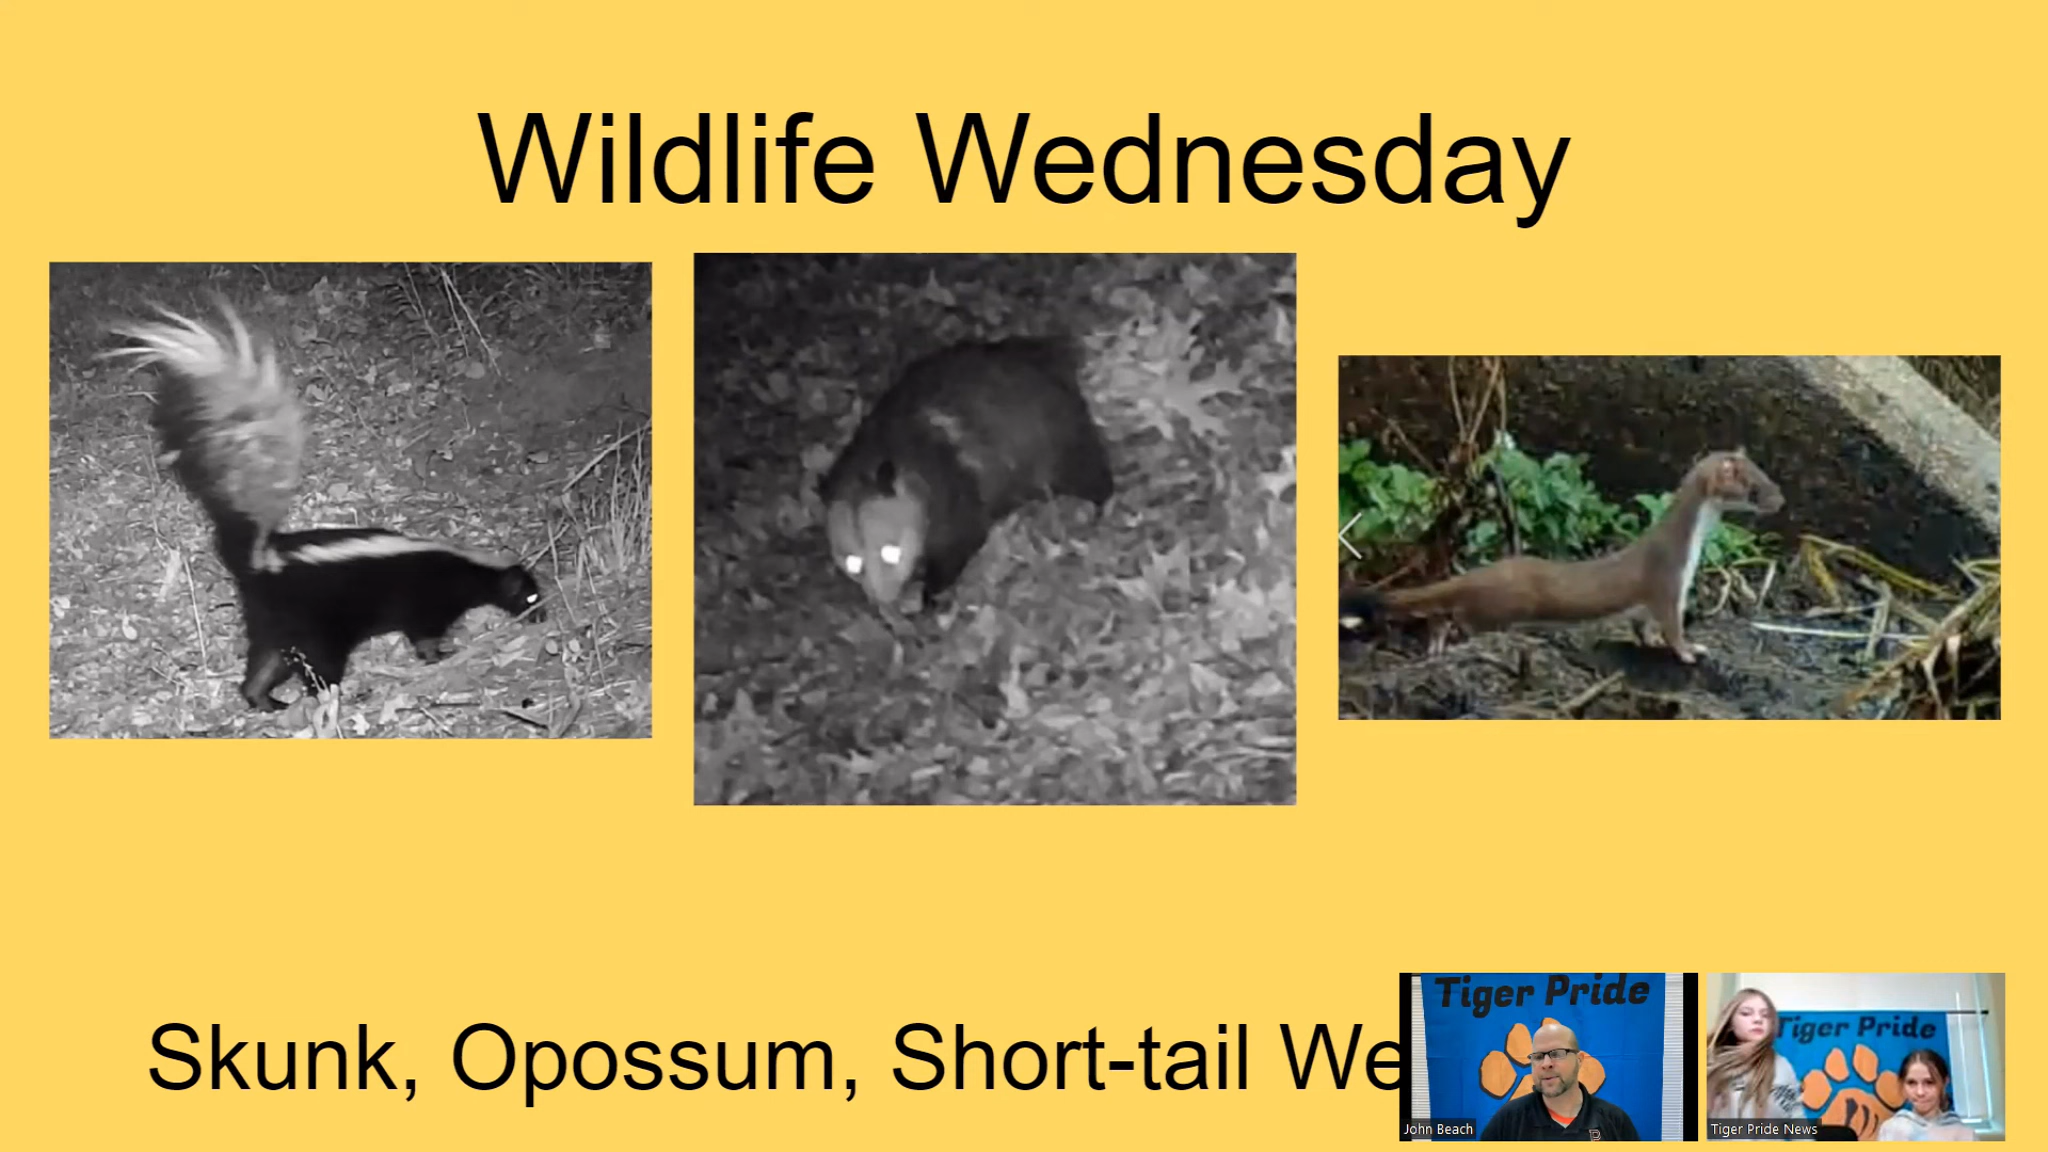 Wildlife Wednesday
Skunk, Opossum, Short-tail We
Tiger Pride
John Beach
Tiger Pride
Tiger Pride News